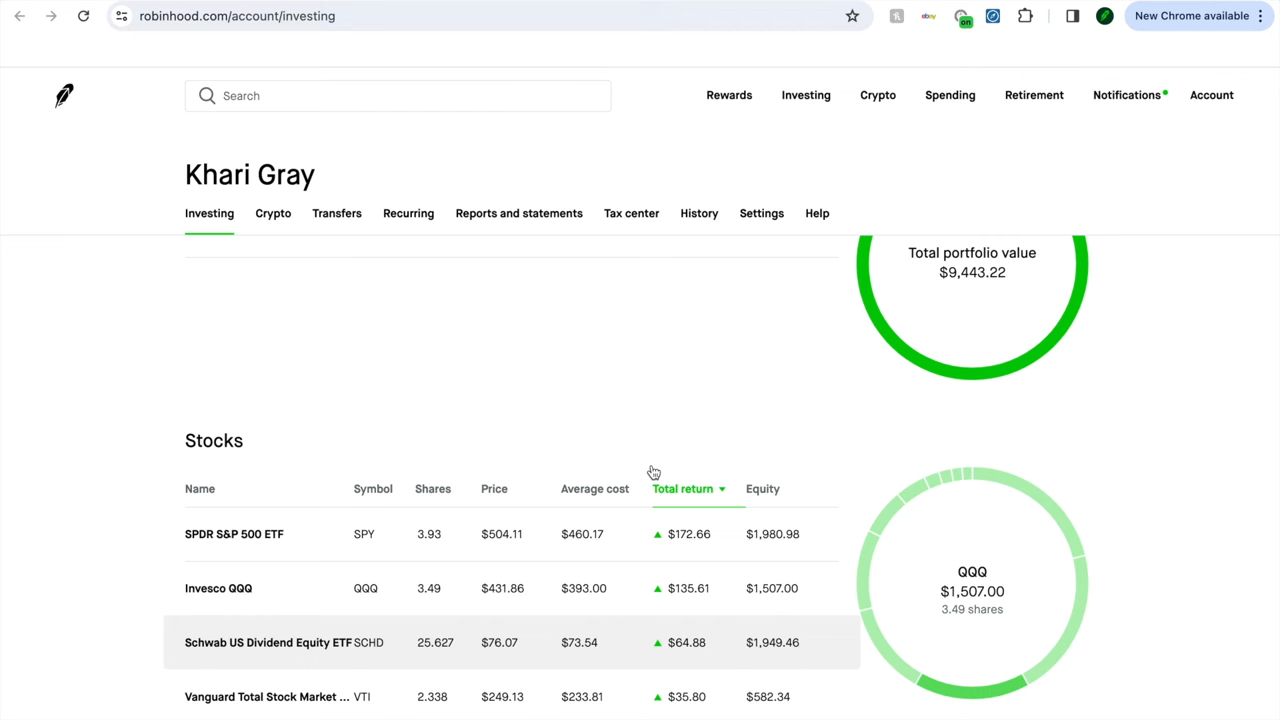 robinhood.com/account/investing
ebay
on
New Chrome available
Search
Rewards Investing Crypto Spending Retirement Notifications Account
Khari Gray
Investing Crypto Transfers Recurring Reports and statements Tax center History Settings Help
Total portfolio value
$9,443.22
Stocks
Name Symbol Shares Price Average cost Total return Equity
SPDR S&P 500 ETF SPY 3.93 $504.11 $460.17 $172.66 $1,980.98
Invesco QQQ QQQ 3.49 $431.86 $393.00 $135.61 $1,507.00
Schwab US Dividend Equity ETF SCHD 25.627 $76.07 $73.54 $64.88 $1,949.46
Vanguard Total Stock Market ... VTI 2.338 $249.13 $233.81 $35.80 $582.34
QQQ
$1,507.00
3.49 shares